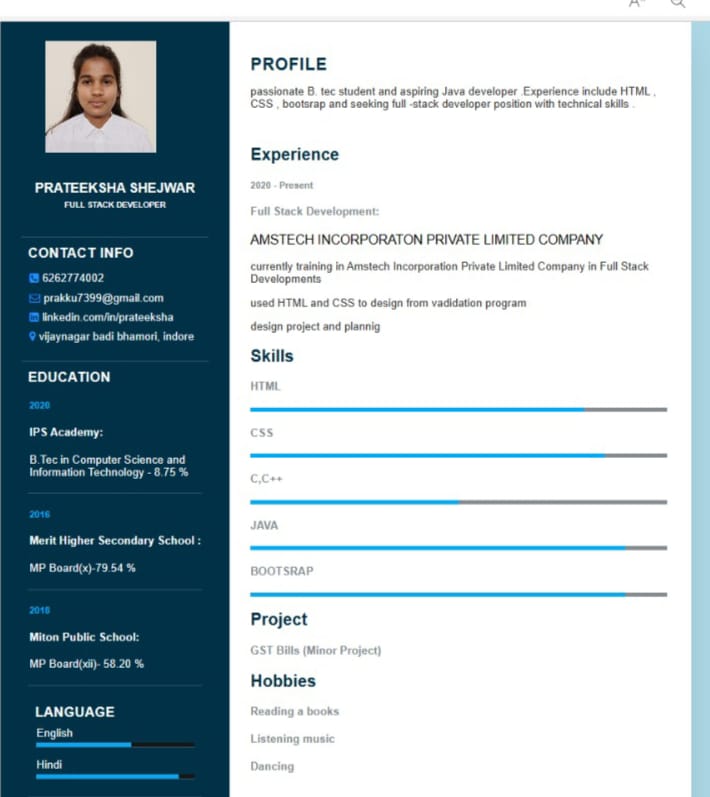 PRATEEKSHA SHEJWAR
FULL STACK DEVELOPER
CONTACT INFO
6262774002
prakku7399@gmail.com
linkedin.com/in/prateeksha
vijaynagar badi bhamori, indore
EDUCATION
2020
IPS Academy:
B.Tec in Computer Science and
Information Technology - 8.75 %
2016
Merit Higher Secondary School :
MP Board(x)-79.54 %
2018
Miton Public School:
MP Board(xii)- 58.20 %
LANGUAGE
English
Hindi
PROFILE
passionate B. tec student and aspiring Java developer .Experience include HTML ,
CSS , bootsrap and seeking full -stack developer position with technical skills .
Experience
2020 - Present
Full Stack Development:
AMSTECH INCORPORATON PRIVATE LIMITED COMPANY
currently training in Amstech Incorporation Private Limited Company in Full Stack
Developments
used HTML and CSS to design from vadidation program
design project and plannig
Skills
HTML
CSS
C,C++
JAVA
BOOTSRAP
Project
GST Bills (Minor Project)
Hobbies
Reading a books
Listening music
Dancing